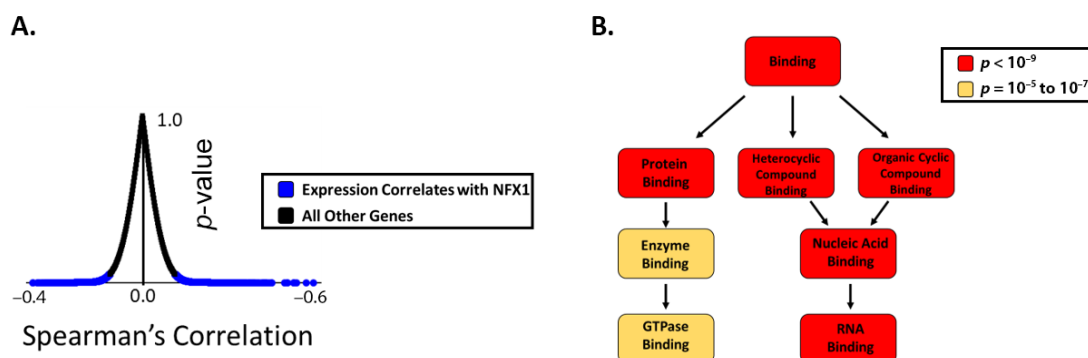 A.
1.0
p-value
Expression Correlates with NFX1
All Other Genes
−0.4
0.0
−0.6
Spearman's Correlation
B.
Binding
p < 10⁻⁹
p = 10⁻⁵ to 10⁻⁷
Protein
Binding
Heterocyclic
Compound
Binding
Organic Cyclic
Compound
Binding
Enzyme
Binding
Nucleic Acid
Binding
GTPase
Binding
RNA
Binding